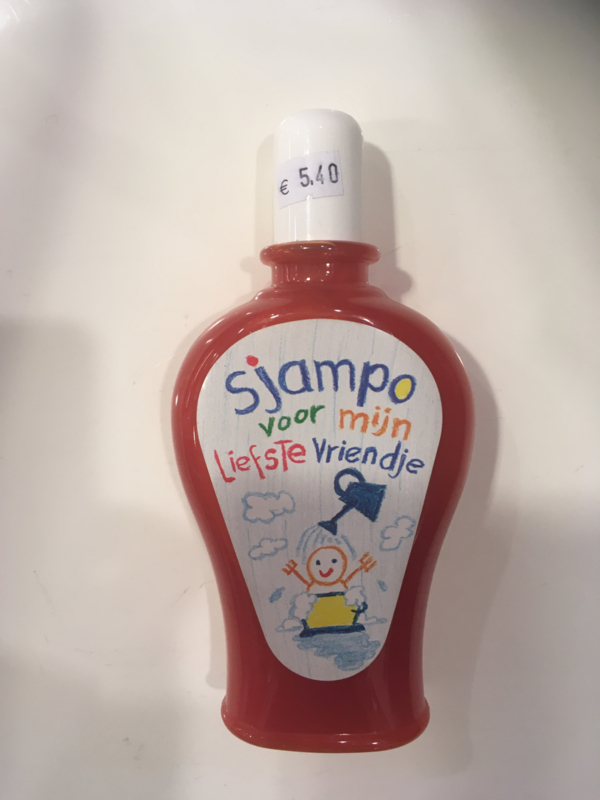 € 5.40
Sjampo
voor mijn
Liefste Vriendje